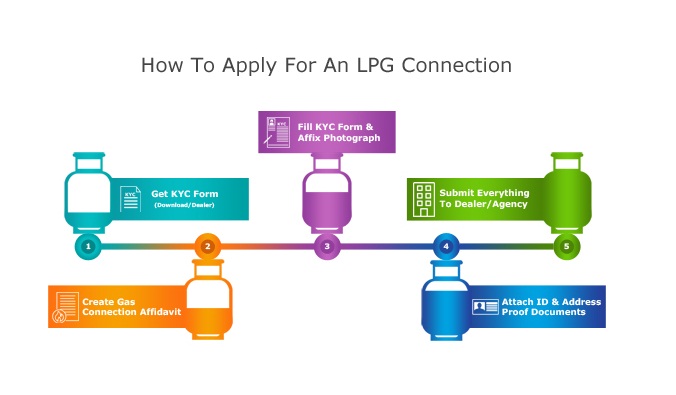 How To Apply For An LPG Connection
KYC
Fill KYC Form &
Affix Photograph
KYC
Get KYC Form
(Download/Dealer)
Submit Everything
To Dealer/Agency
1
2
3
4
5
Create Gas
Connection Affidavit
Attach ID & Address
Proof Documents